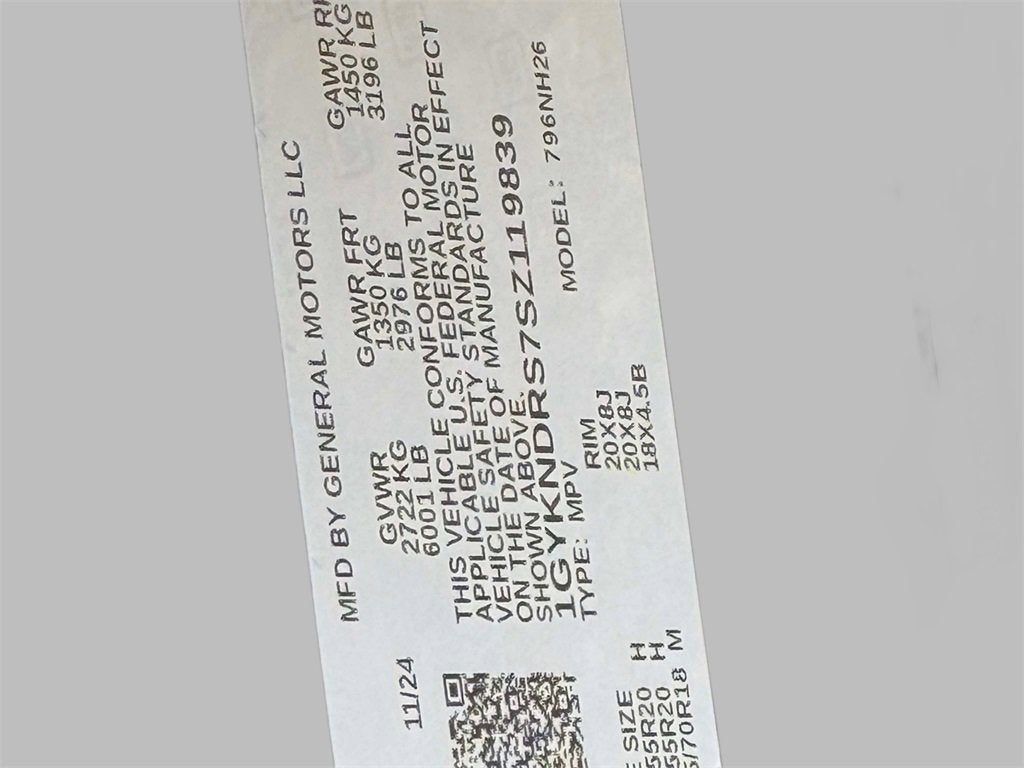 MFD BY GENERAL MOTORS LLC
11/24
GVWR GAWR FRT GAWR
2722 KG 1350 KG 1450 KG
6001 LB 2976 LB 3196 LB
THIS VEHICLE CONFORMS TO ALL
APPLICABLE U.S. FEDERAL MOTOR
VEHICLE SAFETY STANDARDS IN EFFECT
ON THE DATE OF MANUFACTURE
SHOWN ABOVE.
1GYKNDRS7SZ119839
TYPE: MPV MODEL: 796NH26
SIZE RIM
55R20 H 20X8J
55R20 H 20X8J
/70R18 M 18X4.5B